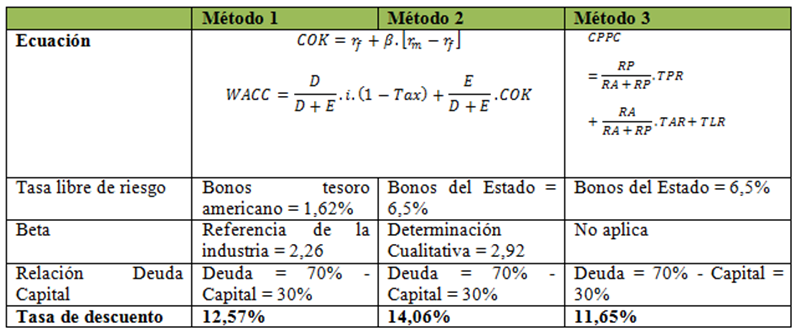 Método 1 Método 2 Método 3
Ecuación
COK = rf + β. [rm − rf]
WACC = D / D + E . i. (1 − Tax) + E / D + E . COK
CPPC
= RP / RA + RP . TPR
+ RA / RA + RP . TAR + TLR
Tasa libre de riesgo
Bonos tesoro
americano = 1,62%
Bonos del Estado =
6,5%
Bonos del Estado = 6,5%
Beta
Referencia de la
industria = 2,26
Determinación
Cualitativa = 2,92
No aplica
Relación Deuda
Capital
Deuda = 70% -
Capital = 30%
Deuda = 70% -
Capital = 30%
Deuda = 70% - Capital =
30%
Tasa de descuento 12,57% 14,06% 11,65%